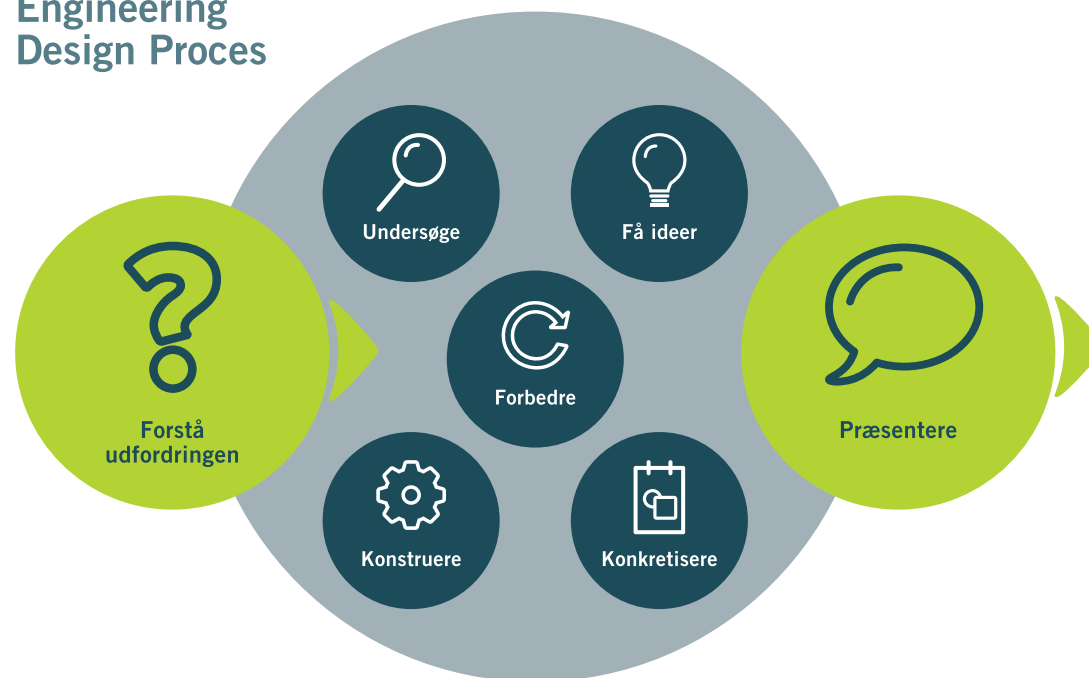 Engineering
Design Proces
Undersøge
Få ideer
Forbedre
Forstå
udfordringen
Præsentere
Konstruere
Konkretisere